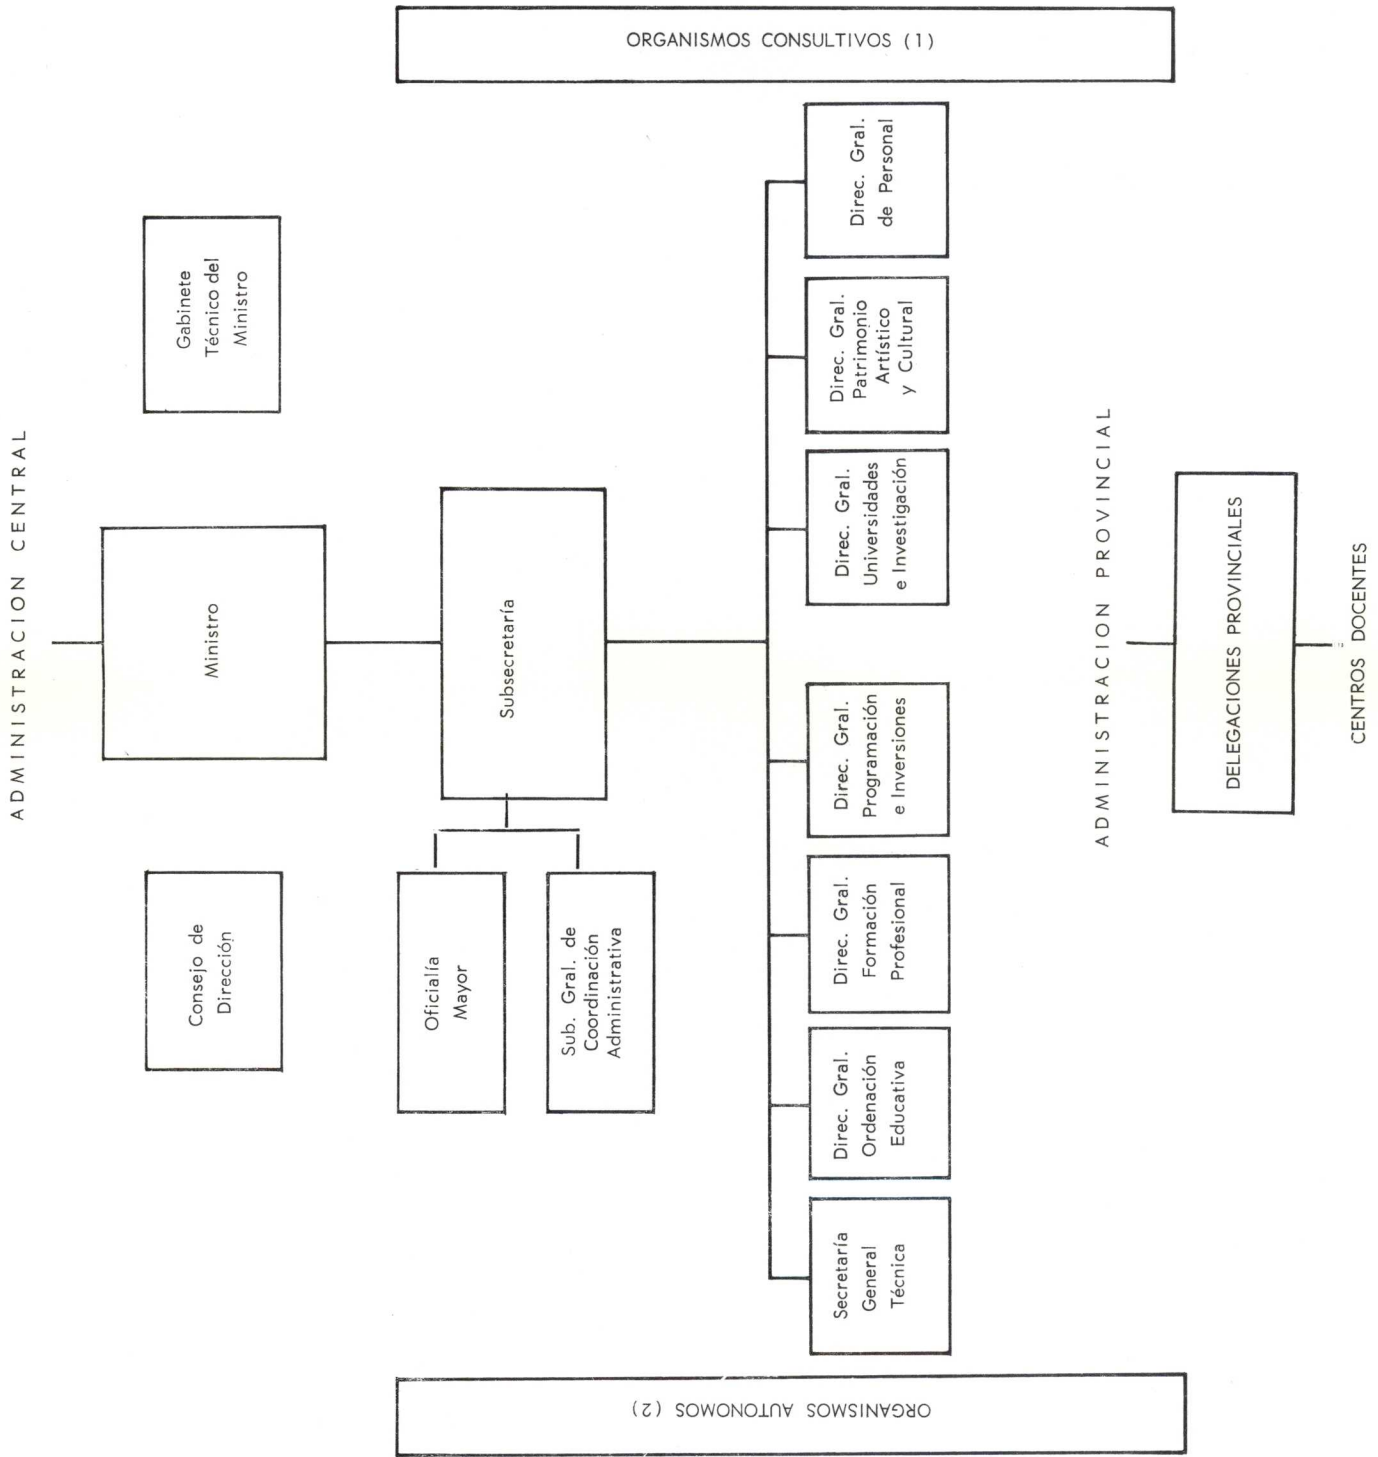 ADMINISTRACION CENTRAL
Consejo de
Dirección
Ministro
Gabinete
Técnico del
Ministro
Oficialía
Mayor
Sub. Gral. de
Coordinación
Administrativa
Subsecretaría
ORGANISMOS AUTONOMOS (2)
Secretaría
General
Técnica
Direc. Gral.
Ordenación
Educativa
Direc. Gral.
Formación
Profesional
Direc. Gral.
Programación
e Inversiones
Direc. Gral.
Universidades
e Investigación
Direc. Gral.
Patrimonio
Artístico
y Cultural
Direc. Gral.
de Personal
ORGANISMOS CONSULTIVOS (1)
ADMINISTRACION PROVINCIAL
DELEGACIONES PROVINCIALES
CENTROS DOCENTES